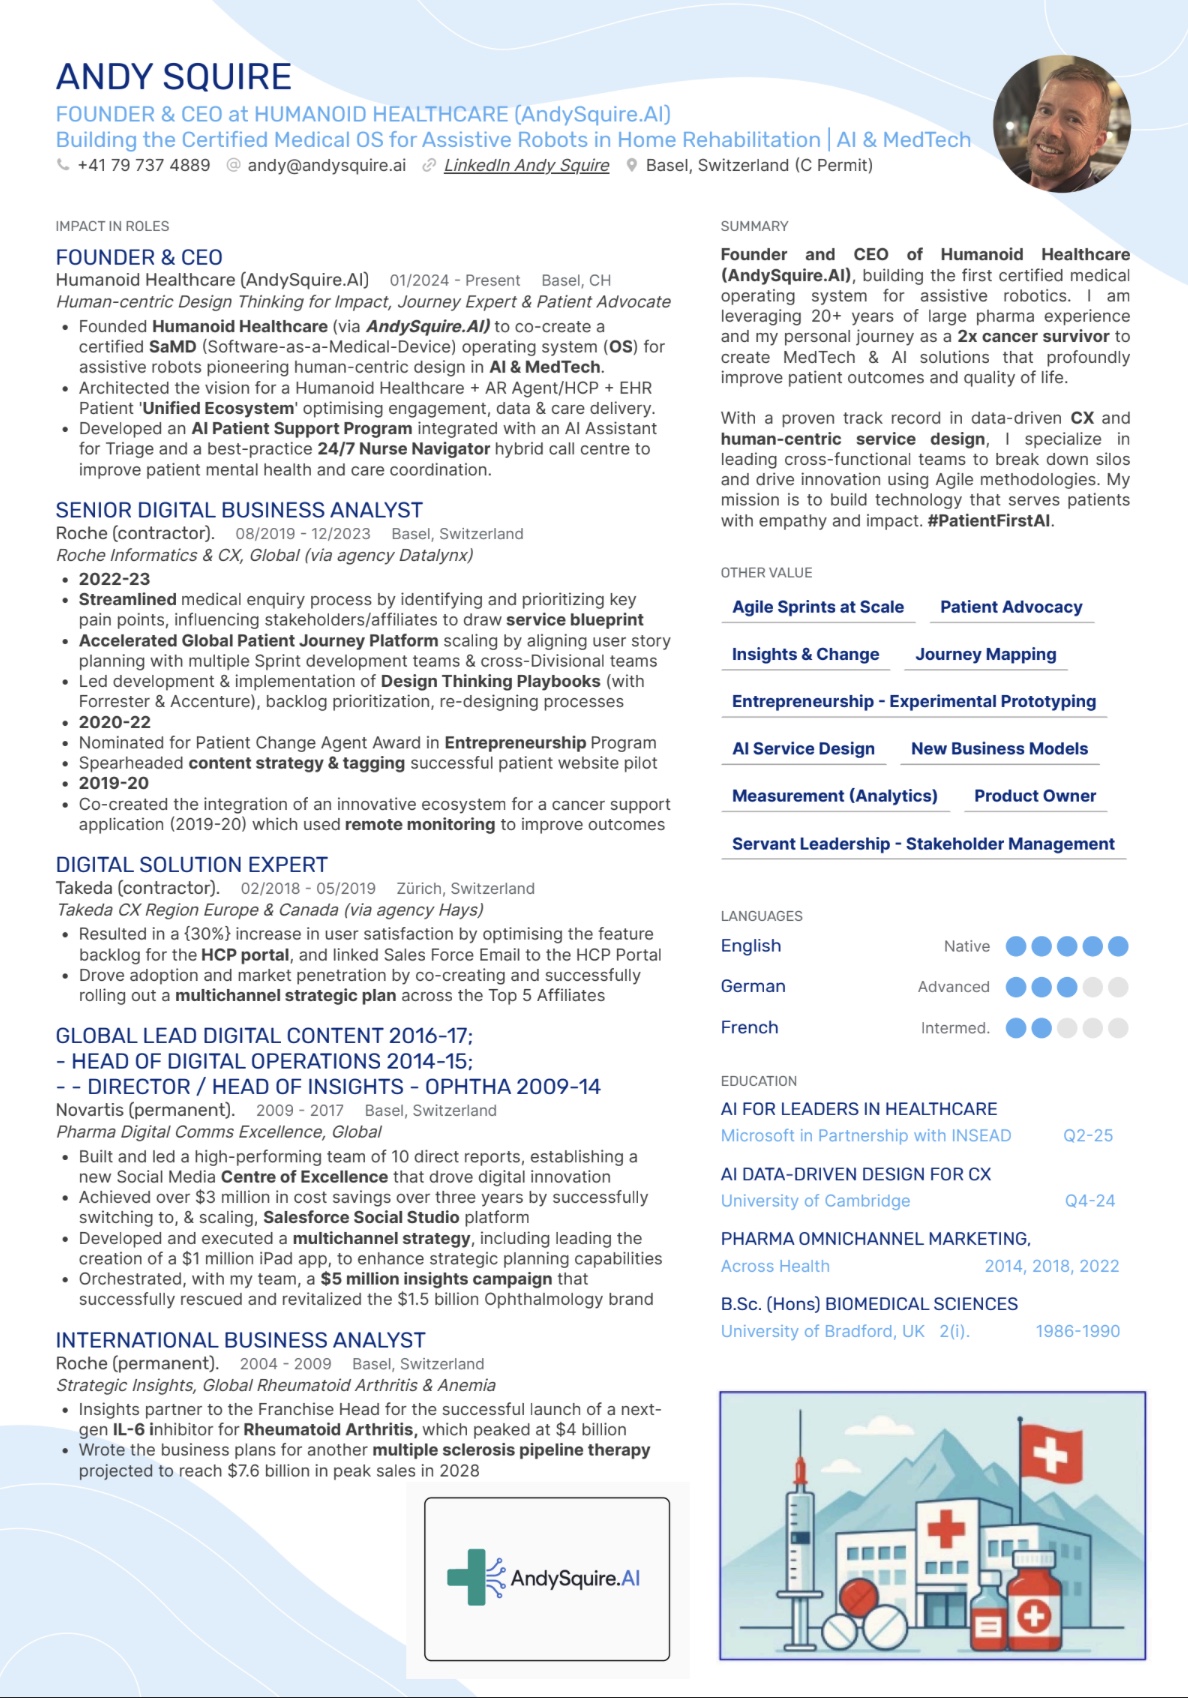 ANDY SQUIRE
FOUNDER & CEO at HUMANOID HEALTHCARE (AndySquire.AI)
Building the Certified Medical OS for Assistive Robots in Home Rehabilitation | AI & MedTech
+41 79 737 4889 andy@andysquire.ai LinkedIn Andy Squire Basel, Switzerland (C Permit)
IMPACT IN ROLES
FOUNDER & CEO
Humanoid Healthcare (AndySquire.AI) 01/2024 - Present Basel, CH
Human-centric Design Thinking for Impact, Journey Expert & Patient Advocate
• Founded Humanoid Healthcare (via AndySquire.AI) to co-create a
certified SaMD (Software-as-a-Medical-Device) operating system (OS) for
assistive robots pioneering human-centric design in AI & MedTech.
• Architected the vision for a Humanoid Healthcare + AR Agent/HCP + EHR
Patient 'Unified Ecosystem' optimising engagement, data & care delivery.
• Developed an AI Patient Support Program integrated with an AI Assistant
for Triage and a best-practice 24/7 Nurse Navigator hybrid call centre to
improve patient mental health and care coordination.
SENIOR DIGITAL BUSINESS ANALYST
Roche (contractor). 08/2019 - 12/2023 Basel, Switzerland
Roche Informatics & CX, Global (via agency Datalynx)
• 2022-23
• Streamlined medical enquiry process by identifying and prioritizing key
pain points, influencing stakeholders/affiliates to draw service blueprint
• Accelerated Global Patient Journey Platform scaling by aligning user story
planning with multiple Sprint development teams & cross-Divisional teams
• Led development & implementation of Design Thinking Playbooks (with
Forrester & Accenture), backlog prioritization, re-designing processes
• 2020-22
• Nominated for Patient Change Agent Award in Entrepreneurship Program
• Spearheaded content strategy & tagging successful patient website pilot
• 2019-20
• Co-created the integration of an innovative ecosystem for a cancer support
application (2019-20) which used remote monitoring to improve outcomes
DIGITAL SOLUTION EXPERT
Takeda (contractor). 02/2018 - 05/2019 Zürich, Switzerland
Takeda CX Region Europe & Canada (via agency Hays)
• Resulted in a {30%} increase in user satisfaction by optimising the feature
backlog for the HCP portal, and linked Sales Force Email to the HCP Portal
• Drove adoption and market penetration by co-creating and successfully
rolling out a multichannel strategic plan across the Top 5 Affiliates
GLOBAL LEAD DIGITAL CONTENT 2016-17;
- HEAD OF DIGITAL OPERATIONS 2014-15;
- - DIRECTOR / HEAD OF INSIGHTS - OPHTHA 2009-14
Novartis (permanent). 2009 - 2017 Basel, Switzerland
Pharma Digital Comms Excellence, Global
• Built and led a high-performing team of 10 direct reports, establishing a
new Social Media Centre of Excellence that drove digital innovation
• Achieved over $3 million in cost savings over three years by successfully
switching to, & scaling, Salesforce Social Studio platform
• Developed and executed a multichannel strategy, including leading the
creation of a $1 million iPad app, to enhance strategic planning capabilities
• Orchestrated, with my team, a $5 million insights campaign that
successfully rescued and revitalized the $1.5 billion Ophthalmology brand
INTERNATIONAL BUSINESS ANALYST
Roche (permanent). 2004 - 2009 Basel, Switzerland
Strategic Insights, Global Rheumatoid Arthritis & Anemia
• Insights partner to the Franchise Head for the successful launch of a next-
gen IL-6 inhibitor for Rheumatoid Arthritis, which peaked at $4 billion
• Wrote the business plans for another multiple sclerosis pipeline therapy
projected to reach $7.6 billion in peak sales in 2028
AndySquire.AI
SUMMARY
Founder and CEO of Humanoid Healthcare
(AndySquire.AI), building the first certified medical
operating system for assistive robotics. I am
leveraging 20+ years of large pharma experience
and my personal journey as a 2x cancer survivor to
create MedTech & AI solutions that profoundly
improve patient outcomes and quality of life.
With a proven track record in data-driven CX and
human-centric service design, I specialize in
leading cross-functional teams to break down silos
and drive innovation using Agile methodologies. My
mission is to build technology that serves patients
with empathy and impact. #PatientFirstAI.
OTHER VALUE
Agile Sprints at Scale Patient Advocacy
Insights & Change Journey Mapping
Entrepreneurship - Experimental Prototyping
AI Service Design New Business Models
Measurement (Analytics) Product Owner
Servant Leadership - Stakeholder Management
LANGUAGES
English Native
German Advanced
French Intermed.
EDUCATION
AI FOR LEADERS IN HEALTHCARE
Microsoft in Partnership with INSEAD Q2-25
AI DATA-DRIVEN DESIGN FOR CX
University of Cambridge Q4-24
PHARMA OMNICHANNEL MARKETING,
Across Health 2014, 2018, 2022
B.Sc. (Hons) BIOMEDICAL SCIENCES
University of Bradford, UK 2(i). 1986-1990